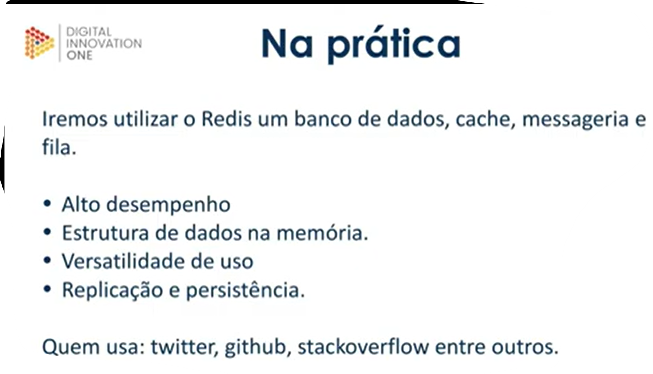 DIGITAL
INNOVATION
ONE
Na prática
Iremos utilizar o Redis um banco de dados, cache, messageria e
fila.
• Alto desempenho
• Estrutura de dados na memória.
• Versatilidade de uso
• Replicação e persistência.
Quem usa: twitter, github, stackoverflow entre outros.